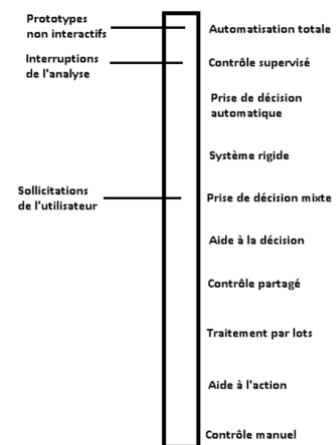 Prototypes
non interactifs
Automatisation totale
Interruptions
de l'analyse
Contrôle supervisé
Prise de décision
automatique
Système rigide
Sollicitations
de l'utilisateur
Prise de décision mixte
Aide à la décision
Contrôle partagé
Traitement par lots
Aide à l'action
Contrôle manuel